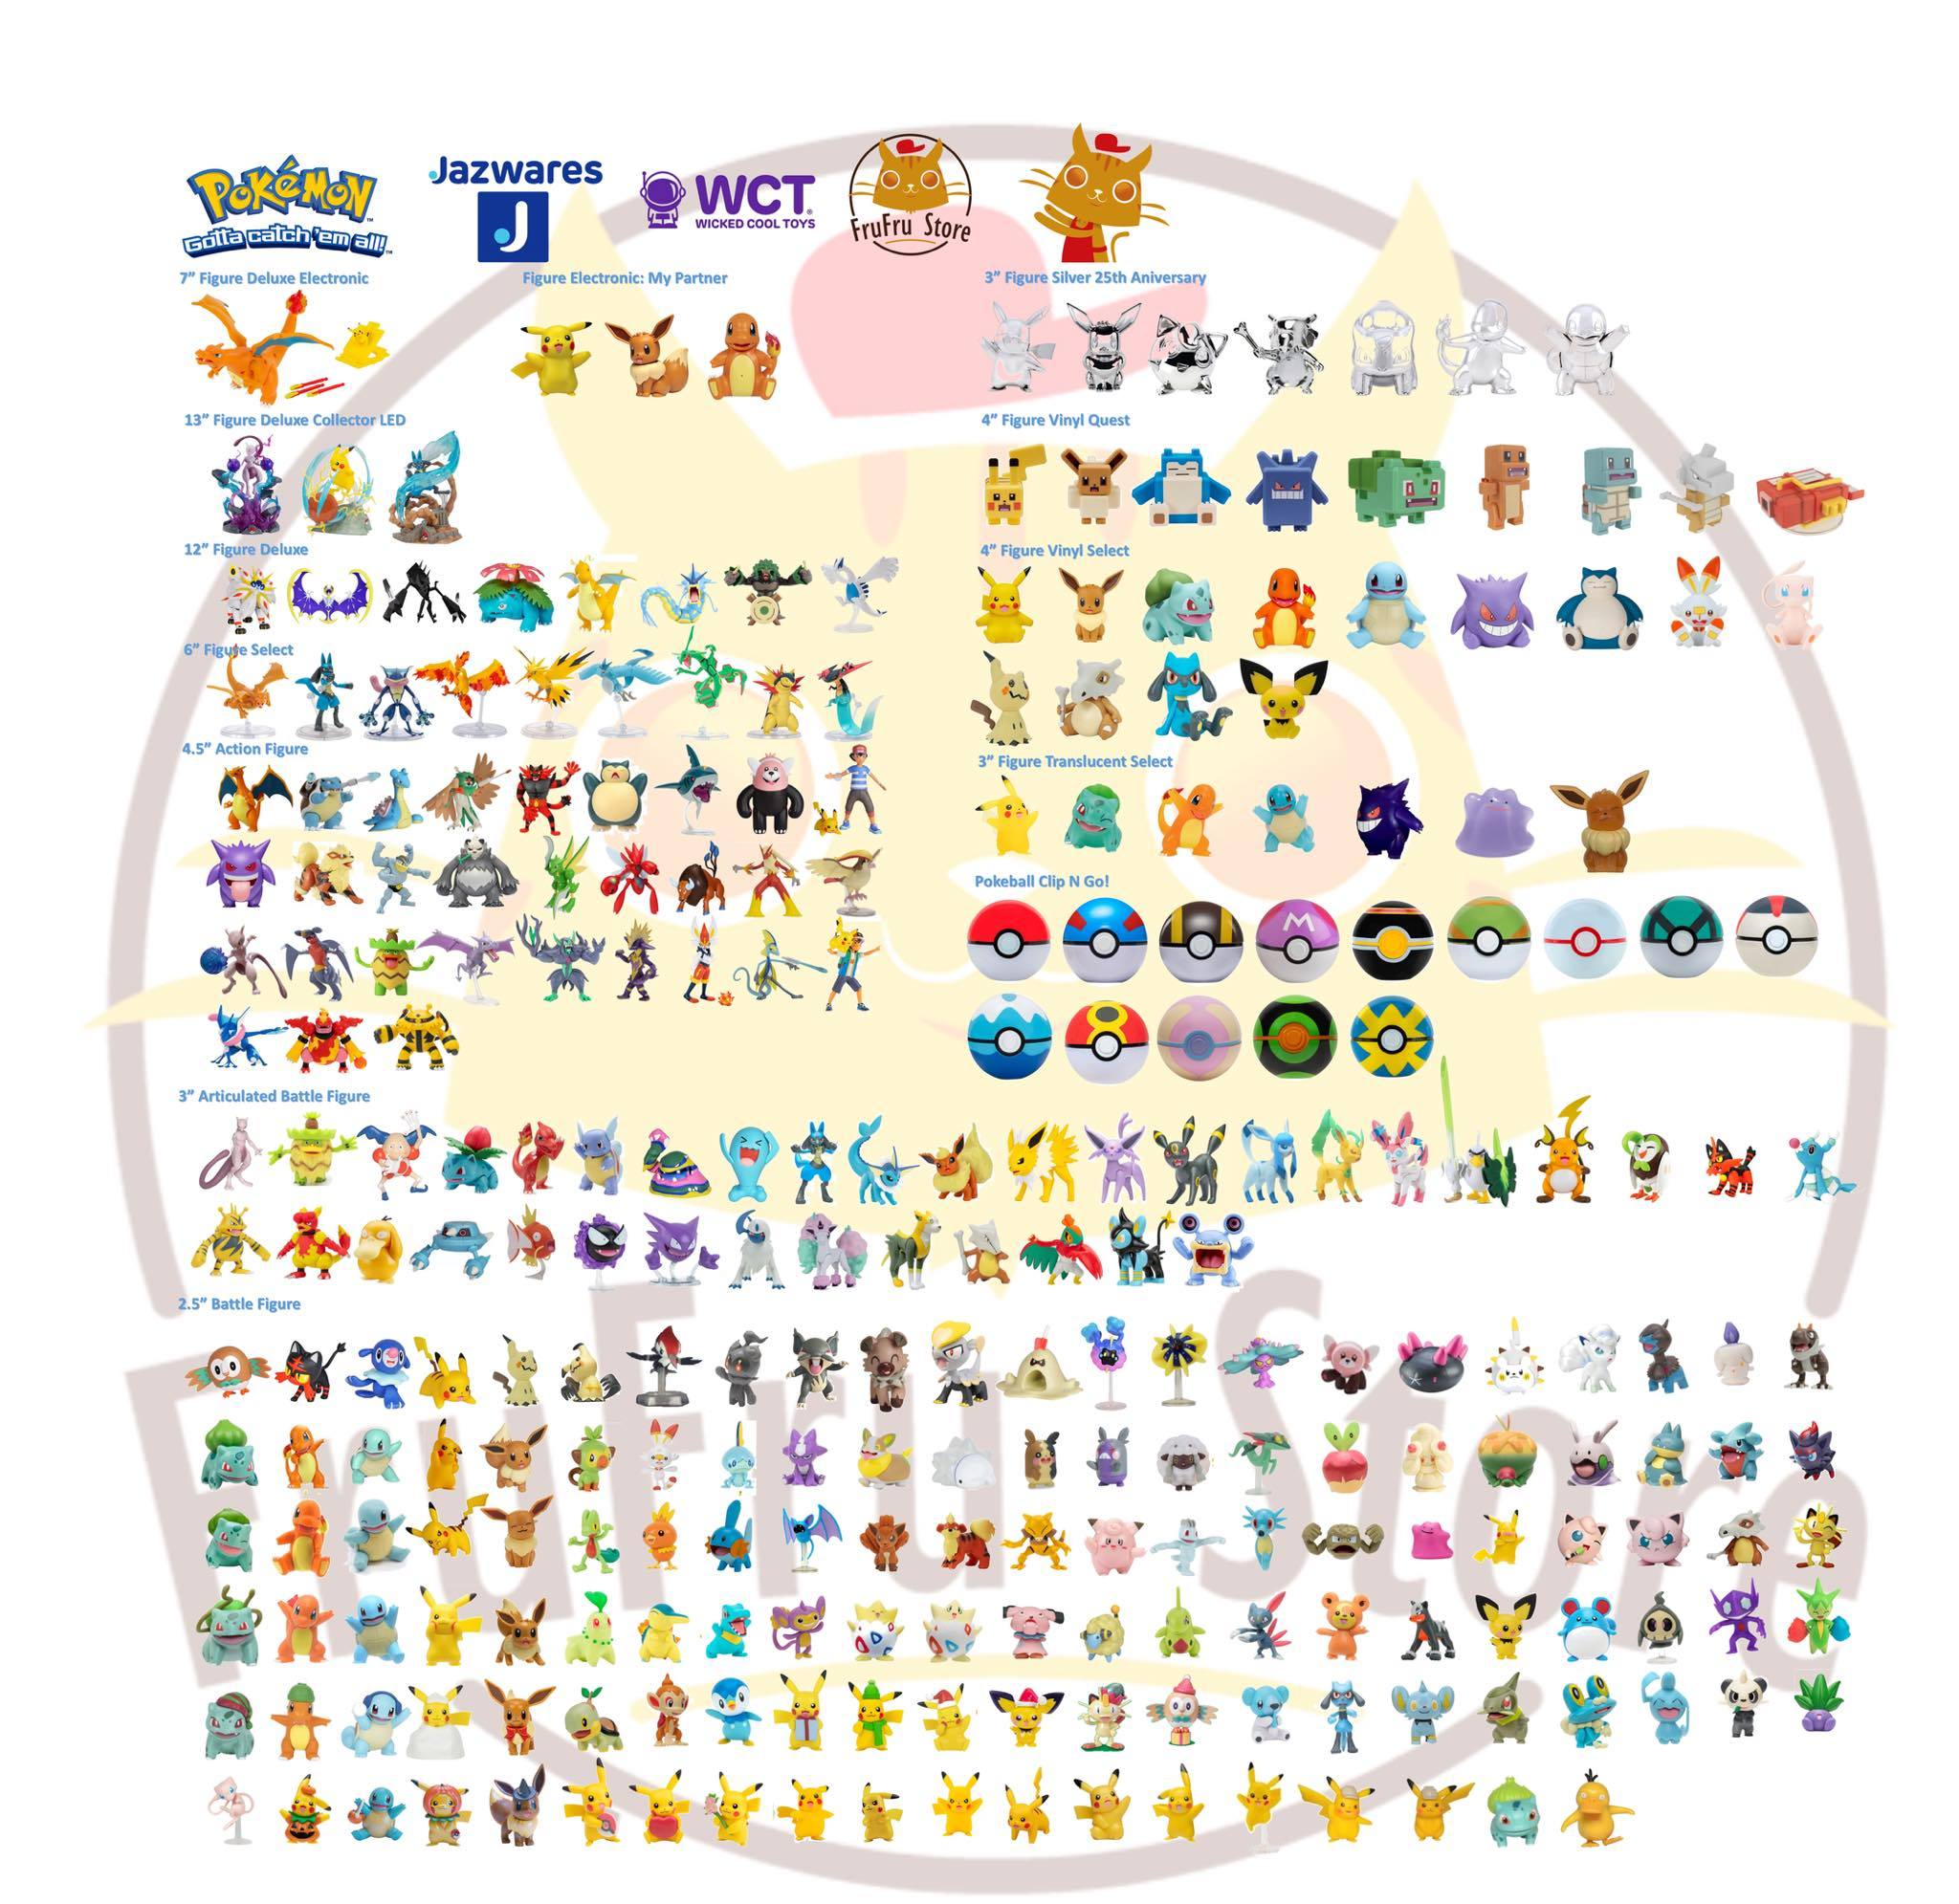 POKéMON
Gotta catch 'em all!
Jazwares
J
WCT
WICKED COOL TOYS
FruFru Store
7” Figure Deluxe Electronic
Figure Electronic: My Partner
3” Figure Silver 25th Aniversary
13” Figure Deluxe Collector LED
4” Figure Vinyl Quest
12” Figure Deluxe
4” Figure Vinyl Select
6” Figure Select
4.5” Action Figure
3” Figure Translucent Select
Pokeball Clip N Go!
M
3” Articulated Battle Figure
2.5” Battle Figure
FruFru Store